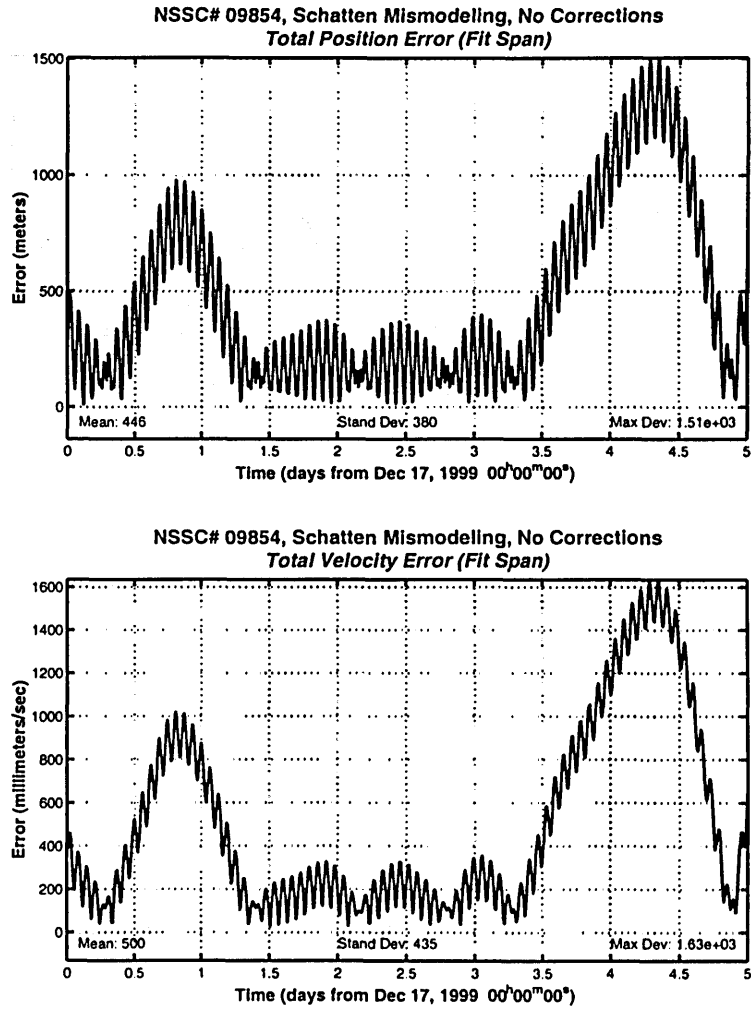 NSSC# 09854, Schatten Mismodeling, No Corrections
Total Position Error (Fit Span)
1500
1000
500
0
Error (meters)
Mean: 446 Stand Dev: 380 Max Dev: 1.51e+03
0 0.5 1 1.5 2 2.5 3 3.5 4 4.5 5
Time (days from Dec 17, 1999 00h00m00s)
NSSC# 09854, Schatten Mismodeling, No Corrections
Total Velocity Error (Fit Span)
1600
1400
1200
1000
800
600
400
200
0
Error (millimeters/sec)
Mean: 500 Stand Dev: 435 Max Dev: 1.63e+03
0 0.5 1 1.5 2 2.5 3 3.5 4 4.5 5
Time (days from Dec 17, 1999 00h00m00s)